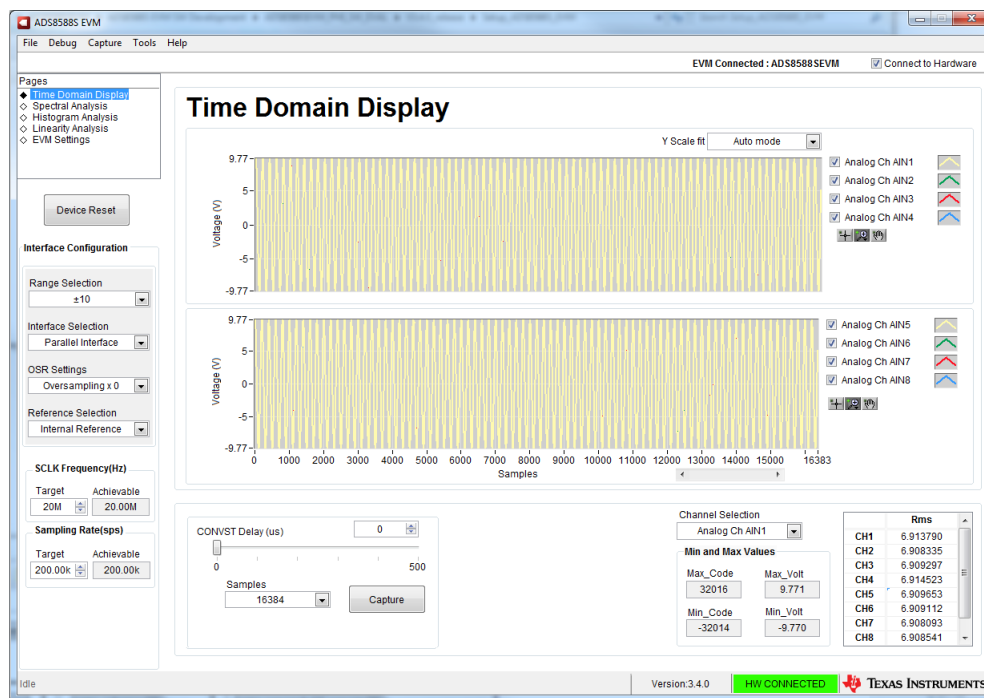 ADS8588S EVM
File Debug Capture Tools Help
EVM Connected : ADS8588SEVM Connect to Hardware
Pages
Time Domain Display
Spectral Analysis
Histogram Analysis
Linearity Analysis
EVM Settings
Device Reset
Interface Configuration
Range Selection
±10
Interface Selection
Parallel Interface
OSR Settings
Oversampling x 0
Reference Selection
Internal Reference
SCLK Frequency(Hz)
Target Achievable
20M 20.00M
Sampling Rate(sps)
Target Achievable
200.00k 200.00k
Time Domain Display
Y Scale fit Auto mode
Voltage (V)
9.77
5
0
-5
-9.77
Analog Ch AIN1
Analog Ch AIN2
Analog Ch AIN3
Analog Ch AIN4
Voltage (V)
9.77
5
0
-5
-9.77
0 1000 2000 3000 4000 5000 6000 7000 8000 9000 10000 11000 12000 13000 14000 15000 16383
Samples
Analog Ch AIN5
Analog Ch AIN6
Analog Ch AIN7
Analog Ch AIN8
CONVST Delay (us) 0
0 500
Samples
16384
Capture
Channel Selection
Analog Ch AIN1
Min and Max Values
Max_Code Max_Volt
32016 9.771
Min_Code Min_Volt
-32014 -9.770
Rms
CH1 6.913790
CH2 6.908335
CH3 6.909297
CH4 6.914523
CH5 6.909653
CH6 6.909112
CH7 6.908093
CH8 6.908541
Idle
Version:3.4.0 HW CONNECTED TEXAS INSTRUMENTS